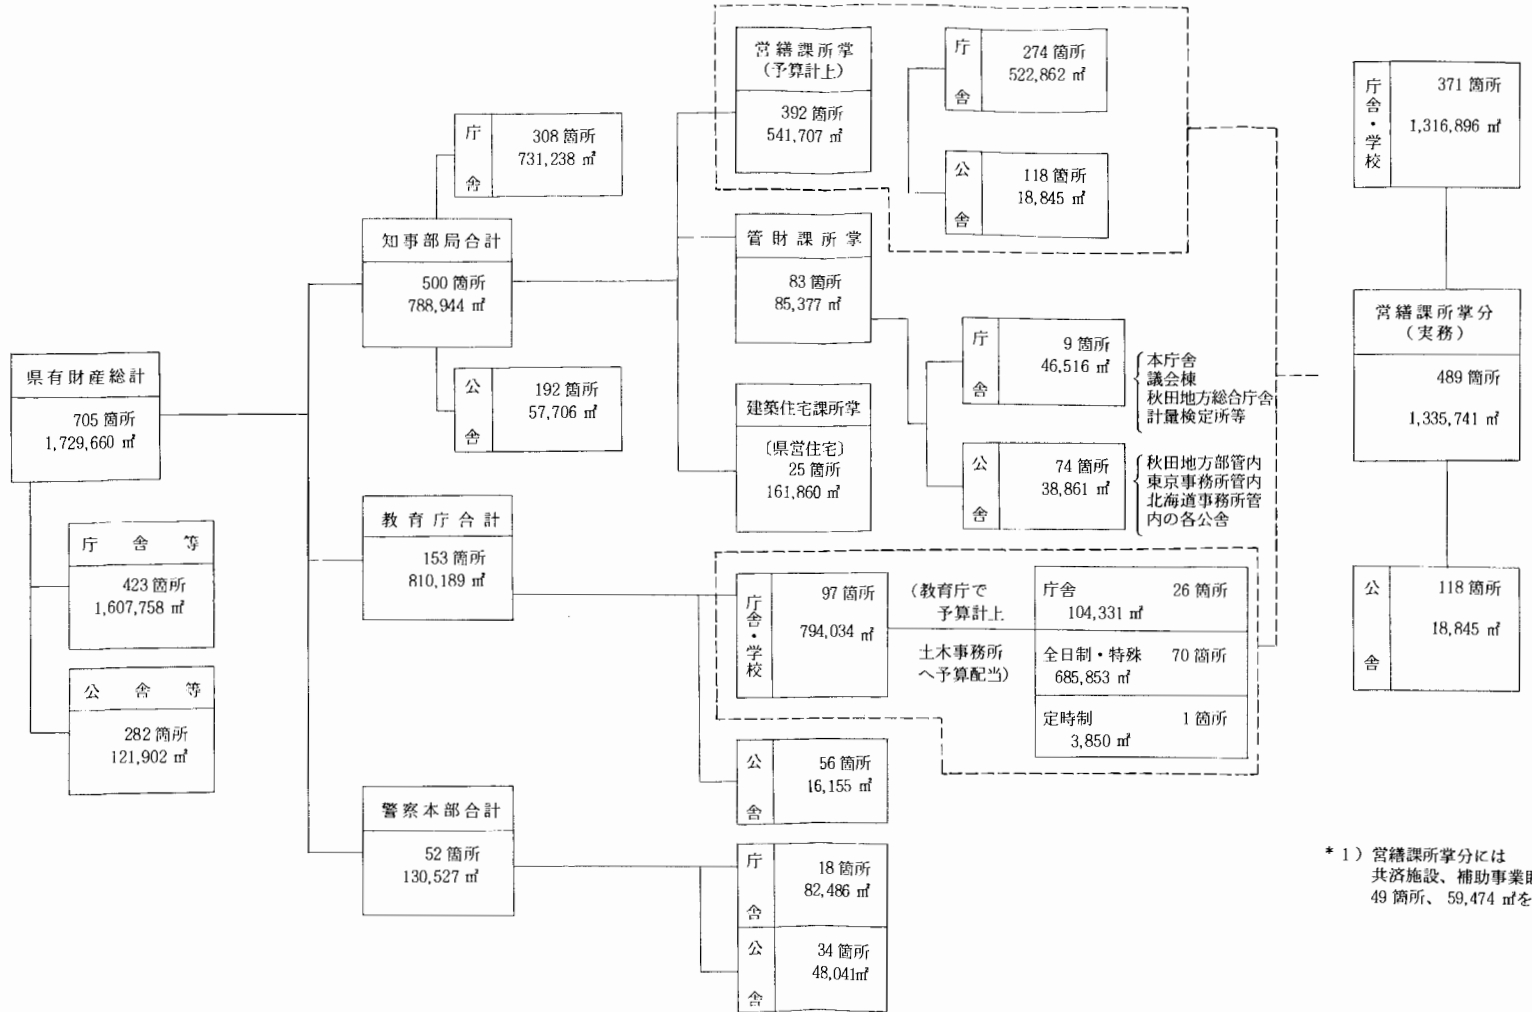 県有財産総計
705 箇所
1,729,660 ㎡
庁舎等
423 箇所
1,607,758 ㎡
公舎等
282 箇所
121,902 ㎡
庁舎
308 箇所
731,238 ㎡
知事部局合計
500 箇所
788,944 ㎡
公舎
192 箇所
57,706 ㎡
教育庁合計
153 箇所
810,189 ㎡
警察本部合計
52 箇所
130,527 ㎡
営繕課所掌
(予算計上)
392 箇所
541,707 ㎡
庁舎
274 箇所
522,862 ㎡
公舎
118 箇所
18,845 ㎡
管財課所掌
83 箇所
85,377 ㎡
庁舎
9 箇所
46,516 ㎡
本庁舎
議会棟
秋田地方総合庁舎
計量検定所等
公舎
74 箇所
38,861 ㎡
秋田地方部管内
東京事務所管内
北海道事務所管
内の各公舎
建築住宅課所掌
〔県営住宅〕
25 箇所
161,860 ㎡
庁舎・学校
97 箇所
794,034 ㎡
(教育庁で
予算計上
土木事務所
へ予算配当)
庁舎 26 箇所
104,331 ㎡
全日制・特殊 70 箇所
685,853 ㎡
定時制 1 箇所
3,850 ㎡
公舎
56 箇所
16,155 ㎡
庁舎
18 箇所
82,486 ㎡
公舎
34 箇所
48,041㎡
庁舎・学校
371 箇所
1,316,896 ㎡
営繕課所掌分
(実務)
489 箇所
1,335,741 ㎡
公舎
118 箇所
18,845 ㎡
* 1) 営繕課所掌分には
共済施設、補助事業
49 箇所、59,474 ㎡を